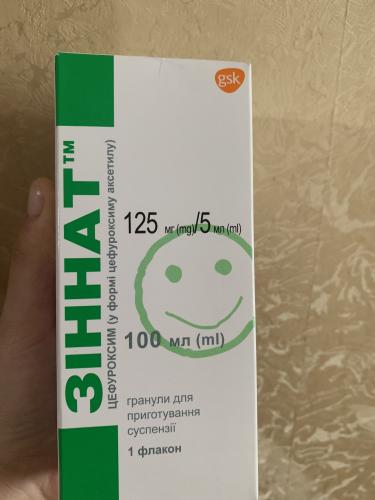 gsk
ЗІННАТ™
ЦЕФУРОКСИМ (у формі цефуроксиму аксетилу)
125 мг (mg)/5 мл (ml)
100 мл (ml)
гранули для
приготування
суспензії
1 флакон